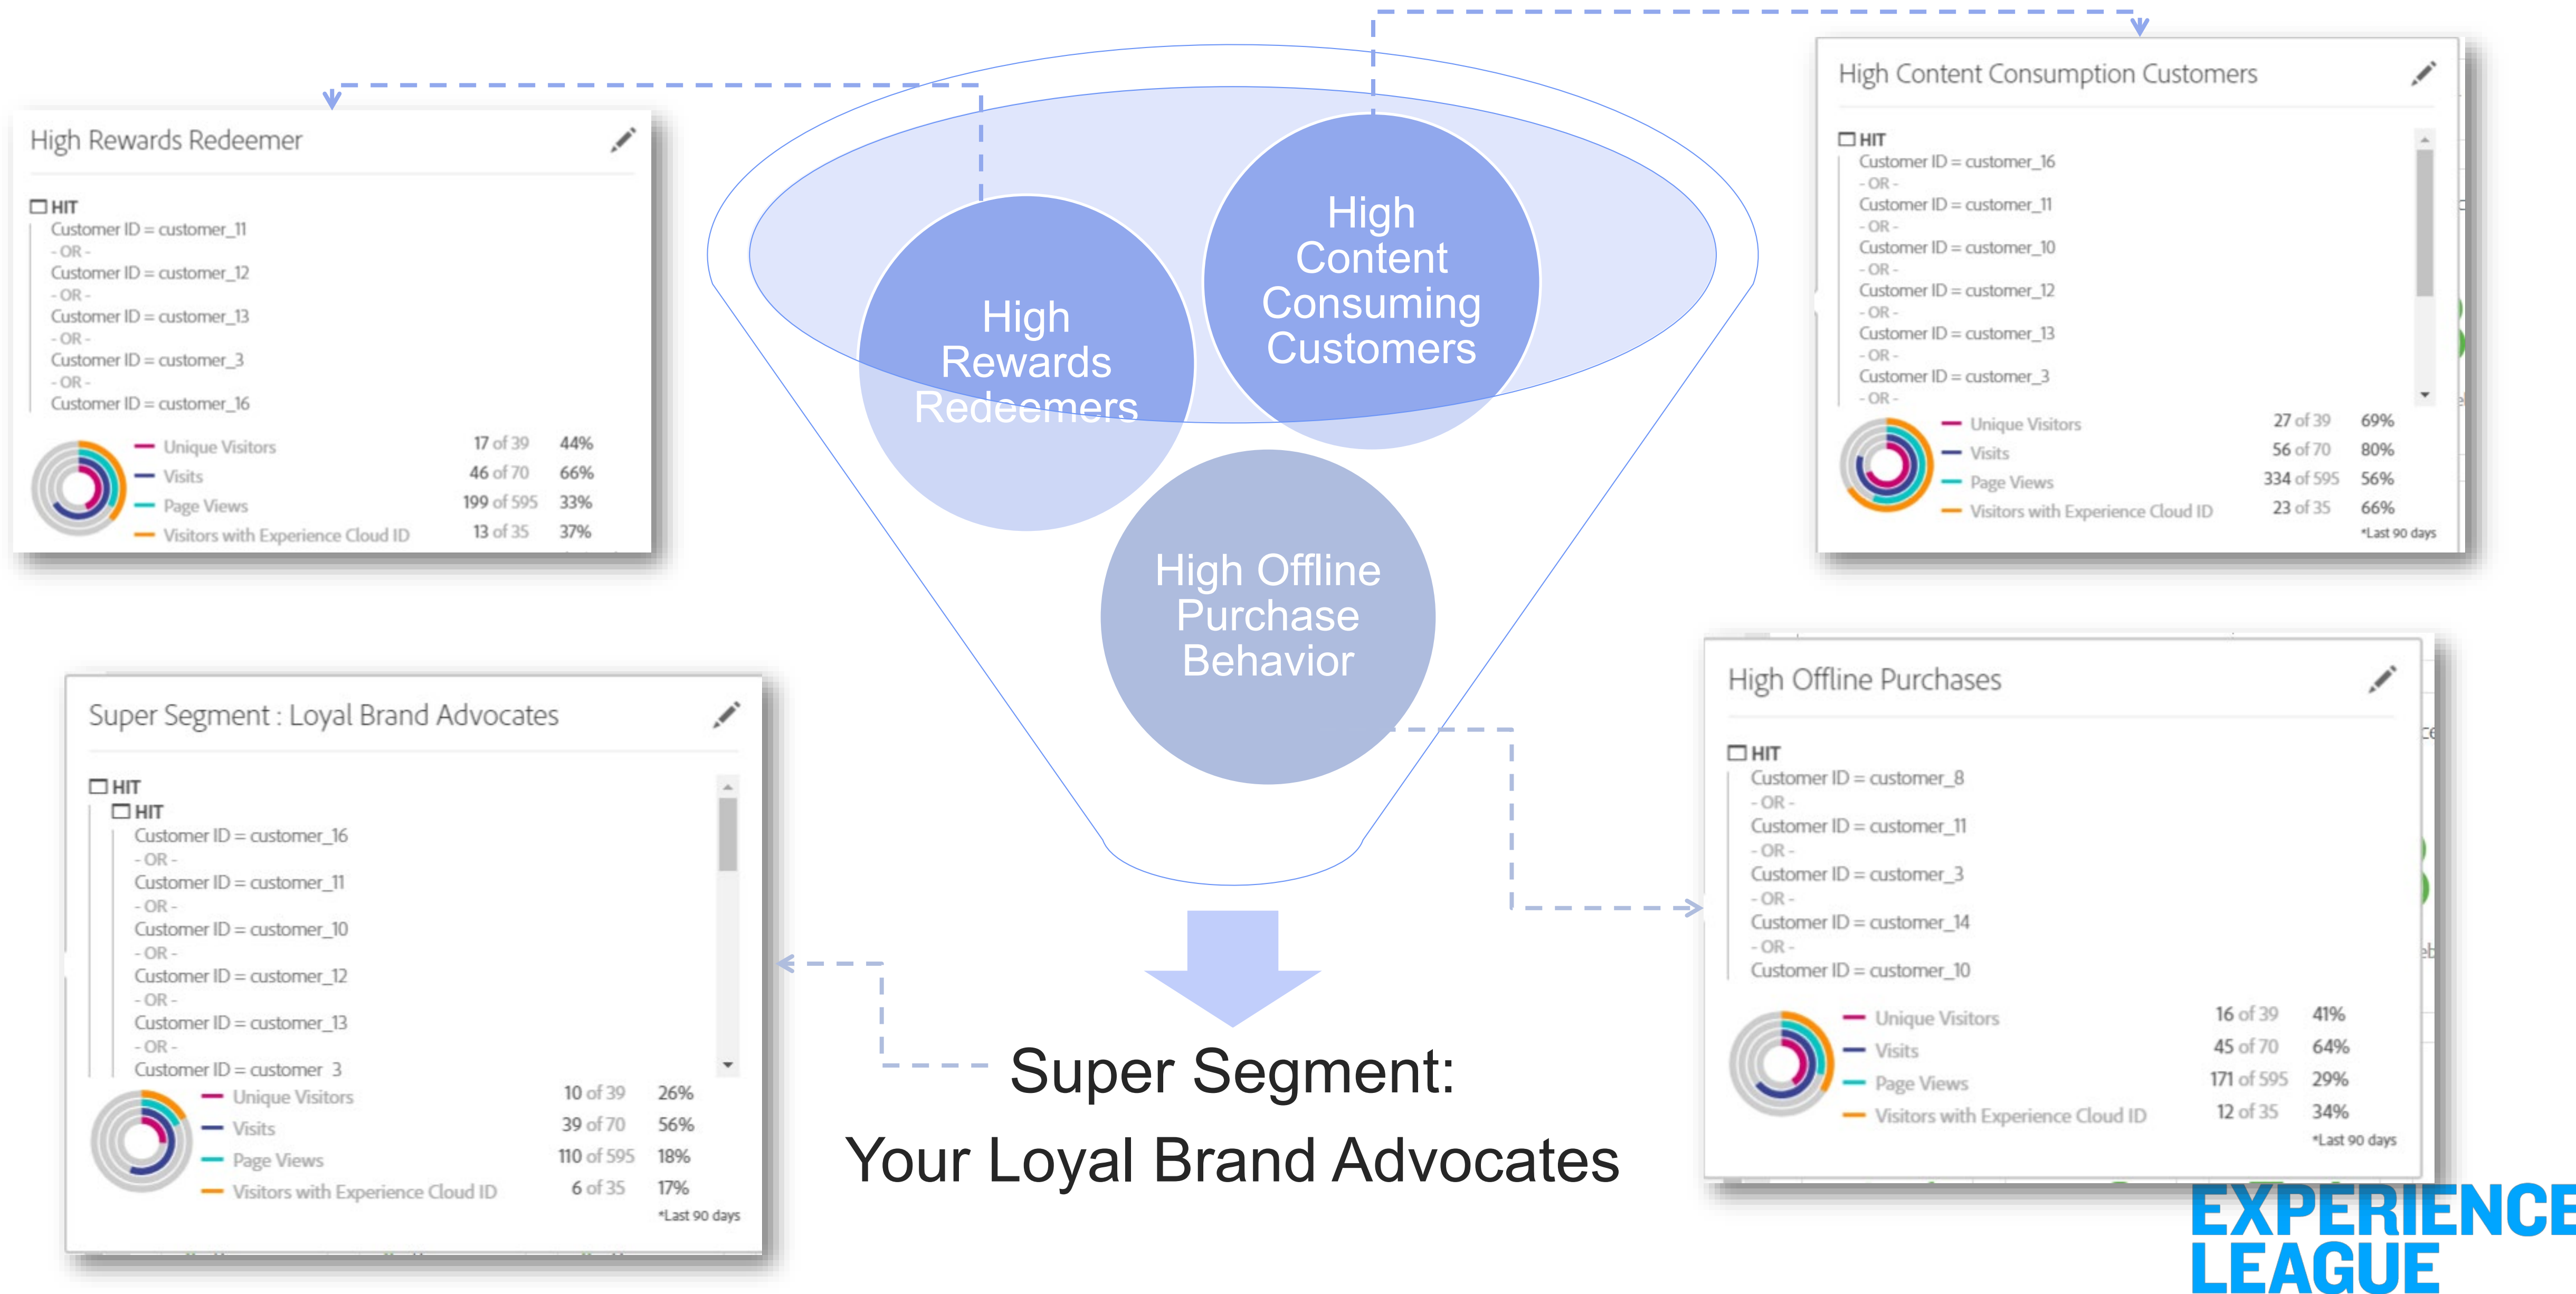 High Rewards Redeemer
HIT
Customer ID = customer_11
- OR -
Customer ID = customer_12
- OR -
Customer ID = customer_13
- OR -
Customer ID = customer_3
- OR -
Customer ID = customer_16
Unique Visitors 17 of 39 44%
Visits 46 of 70 66%
Page Views 199 of 595 33%
Visitors with Experience Cloud ID 13 of 35 37%
High
Rewards
Redeemers
High
Content
Consuming
Customers
High Offline
Purchase
Behavior
High Content Consumption Customers
HIT
Customer ID = customer_16
- OR -
Customer ID = customer_11
- OR -
Customer ID = customer_10
- OR -
Customer ID = customer_12
- OR -
Customer ID = customer_13
- OR -
Customer ID = customer_3
- OR -
Unique Visitors 27 of 39 69%
Visits 56 of 70 80%
Page Views 334 of 595 56%
Visitors with Experience Cloud ID 23 of 35 66%
*Last 90 days
Super Segment : Loyal Brand Advocates
HIT
HIT
Customer ID = customer_16
- OR -
Customer ID = customer_11
- OR -
Customer ID = customer_10
- OR -
Customer ID = customer_12
- OR -
Customer ID = customer_13
- OR -
Customer ID = customer_3
Unique Visitors 10 of 39 26%
Visits 39 of 70 56%
Page Views 110 of 595 18%
Visitors with Experience Cloud ID 6 of 35 17%
*Last 90 days
Super Segment:
Your Loyal Brand Advocates
High Offline Purchases
HIT
Customer ID = customer_8
- OR -
Customer ID = customer_11
- OR -
Customer ID = customer_3
- OR -
Customer ID = customer_14
- OR -
Customer ID = customer_10
Unique Visitors 16 of 39 41%
Visits 45 of 70 64%
Page Views 171 of 595 29%
Visitors with Experience Cloud ID 12 of 35 34%
*Last 90 days
EXPERIENCE
LEAGUE